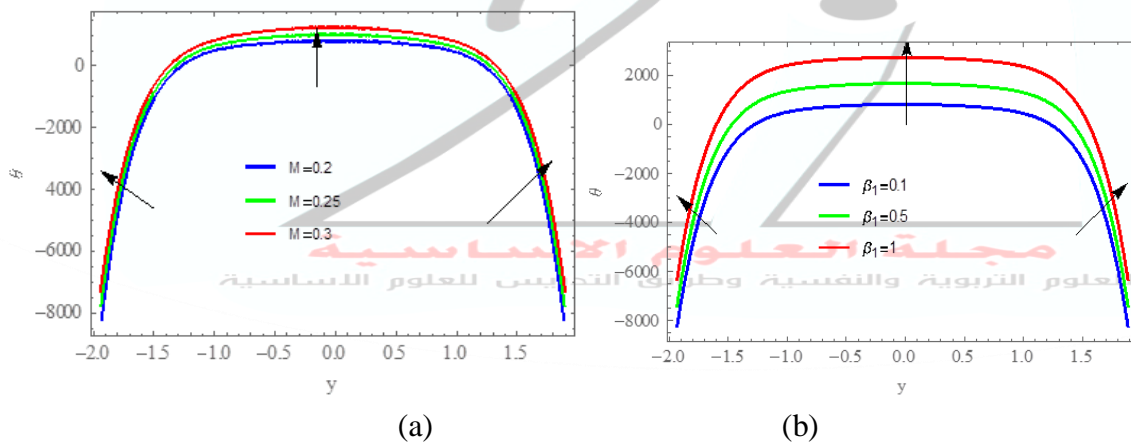 θ
0
−2000
4000
−6000
−8000
M=0.2
M=0.25
M=0.3
−2.0 −1.5 −1.0 −0.5 0.0 0.5 1.0 1.5
y
(a)
θ
2000
0
−2000
−4000
−6000
−8000
β₁=0.1
β₁=0.5
β₁=1
−2.0 −1.5 −1.0 −0.5 0.0 0.5 1.0 1.5
y
(b)
مجلة العلوم الاساسية
للعلوم التربوية والنفسية وطرائق التدريس للعلوم الاساسية